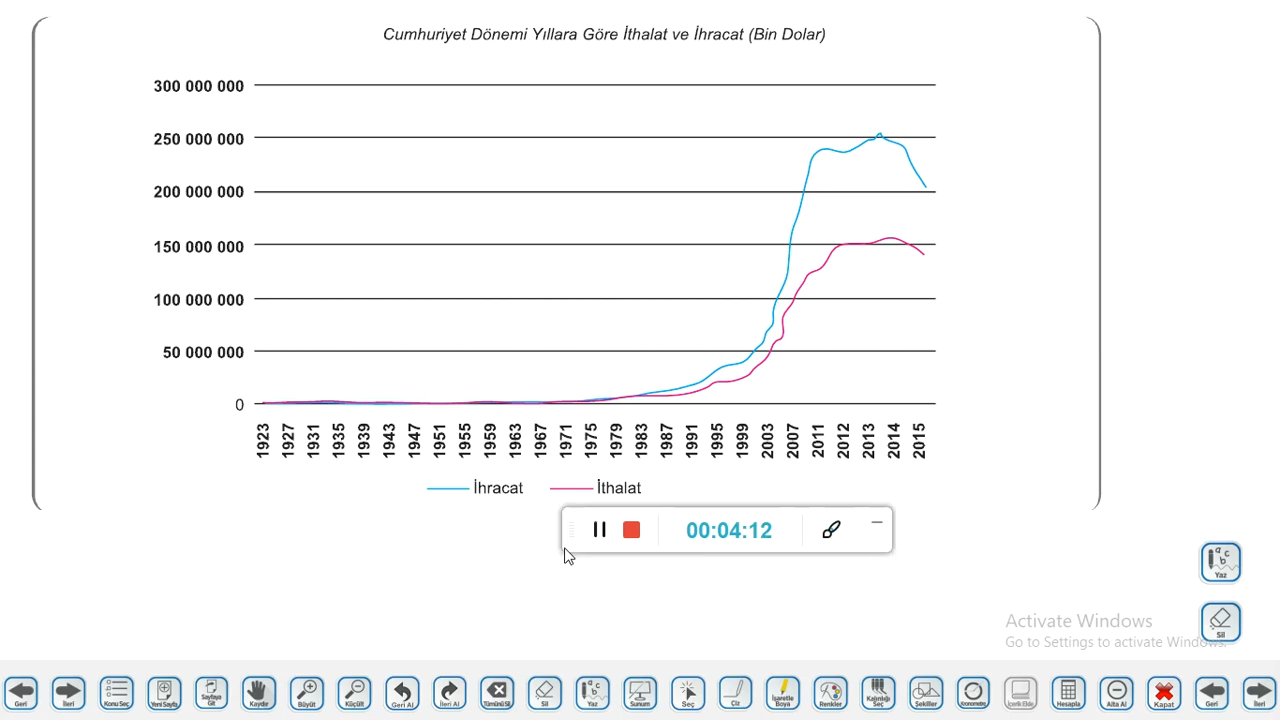 Cumhuriyet Dönemi Yıllara Göre İthalat ve İhracat (Bin Dolar)
300 000 000
250 000 000
200 000 000
150 000 000
100 000 000
50 000 000
0
1923 1927 1931 1935 1939 1943 1947 1951 1955 1959 1963 1967 1971 1975 1979 1983 1987 1991 1995 1999 2003 2007 2011 2012 2013 2014 2015
İhracat İthalat
00:04:12
a b c
Yaz
Activate Windows
Go to Settings to activate Windows.
Sil
Geri İleri Konu Seç Yeni Sayfa Sayfaya Git Kaydır Büyüt Küçült Geri Al İleri Al Tümünü Sil Sil Yaz Sunum Seç Çiz İşaretle Boya Renkler Kalınlığı Seç Şekiller Kronometre İçerik Ekle Hesapla Alta Al Kapat Geri İleri